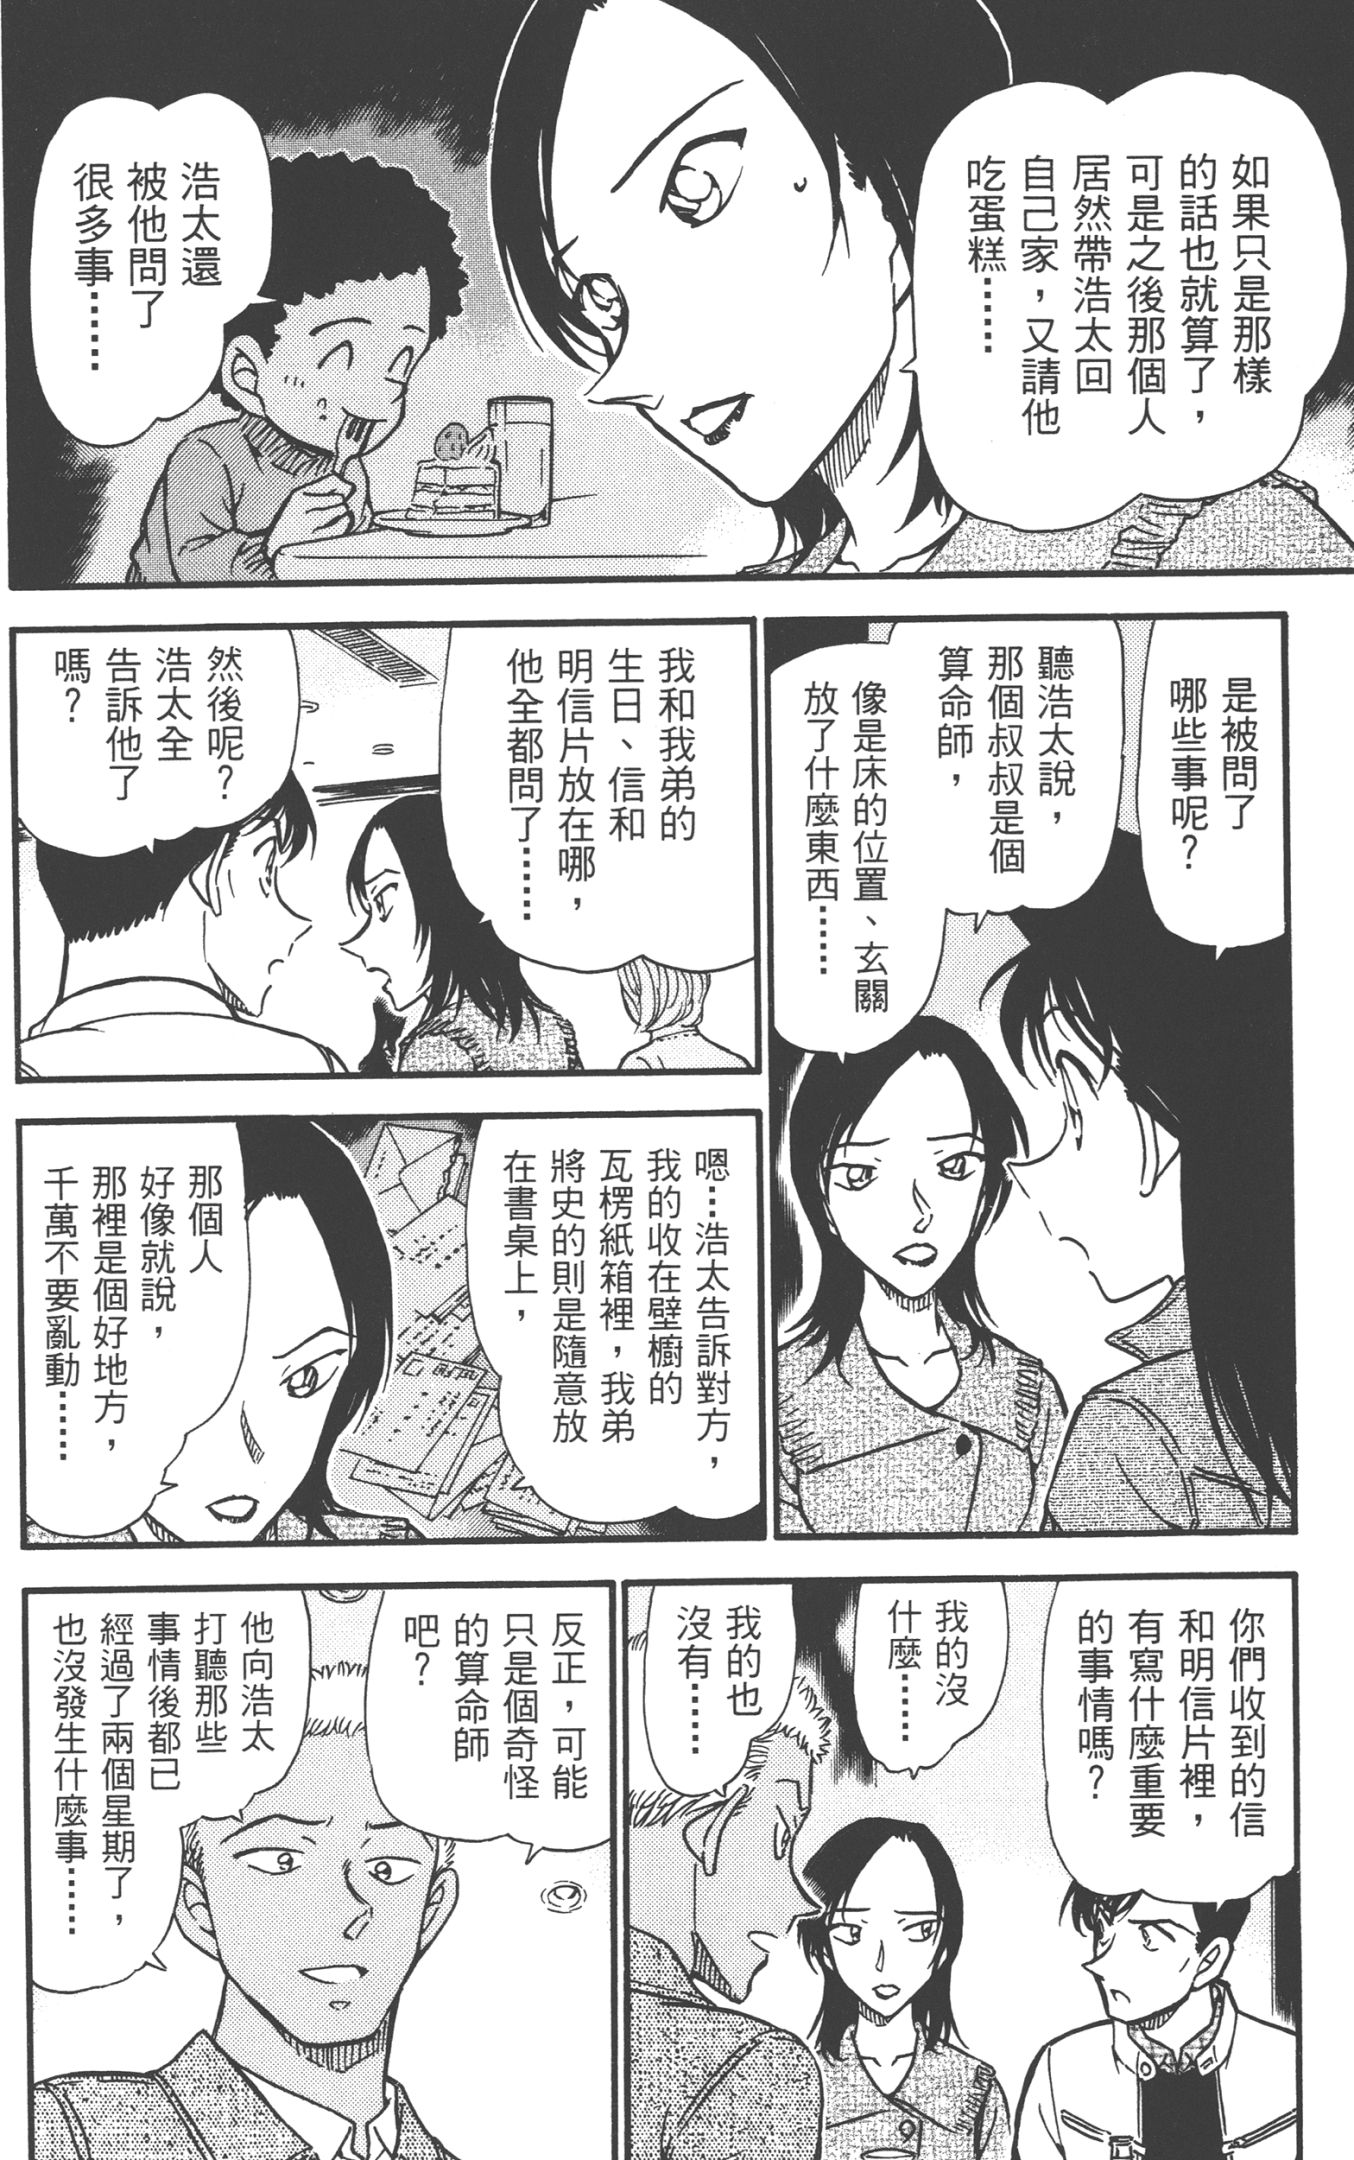 如果只是那樣
的話也就算了，
可是之後那個人
居然帶浩太回
自己家，又請他
吃蛋糕……
浩太還
被他問了
很多事……
是被問了
哪些事呢？
聽浩太說，
那個叔叔是個
算命師，
像是床的位置、玄關
放了什麼東西……
我和我弟的
生日、信和
明信片放在哪，
他全都問了……
然後呢？
浩太全
告訴他了
嗎？
嗯…浩太告訴對方，
我的收在壁櫥的
瓦楞紙箱裡，我弟
將史的則是隨意放
在書桌上，
那個人
好像就說，
那裡是個好地方，
千萬不要亂動……
你們收到的信
和明信片裡，
有寫什麼重要
的事情嗎？
我的沒
什麼……
我的也
沒有……
反正，可能
只是個奇怪
的算命師
吧？
他向浩太
打聽那些
事情後都已
經過了兩個星期了，
也沒發生什麼事……